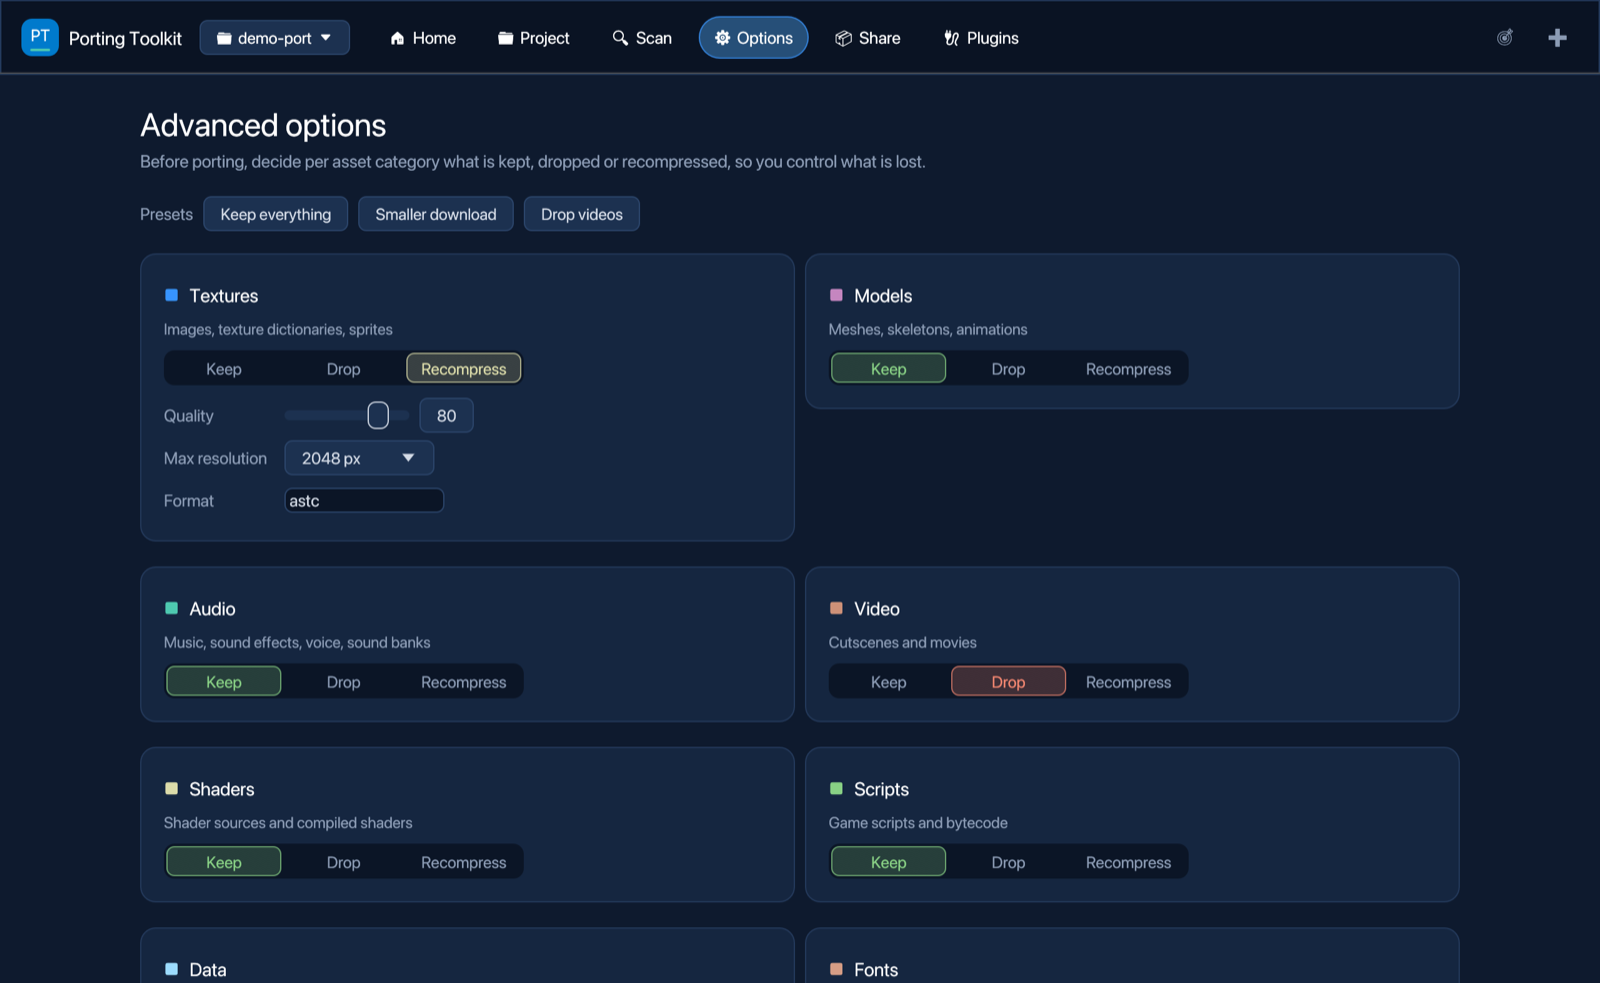 PT Porting Toolkit demo-port Home Project Scan Options Share Plugins
Advanced options
Before porting, decide per asset category what is kept, dropped or recompressed, so you control what is lost.
Presets Keep everything Smaller download Drop videos
Textures
Images, texture dictionaries, sprites
Keep Drop Recompress
Quality 80
Max resolution 2048 px
Format astc
Models
Meshes, skeletons, animations
Keep Drop Recompress
Audio
Music, sound effects, voice, sound banks
Keep Drop Recompress
Video
Cutscenes and movies
Keep Drop Recompress
Shaders
Shader sources and compiled shaders
Keep Drop Recompress
Scripts
Game scripts and bytecode
Keep Drop Recompress
Data
Fonts